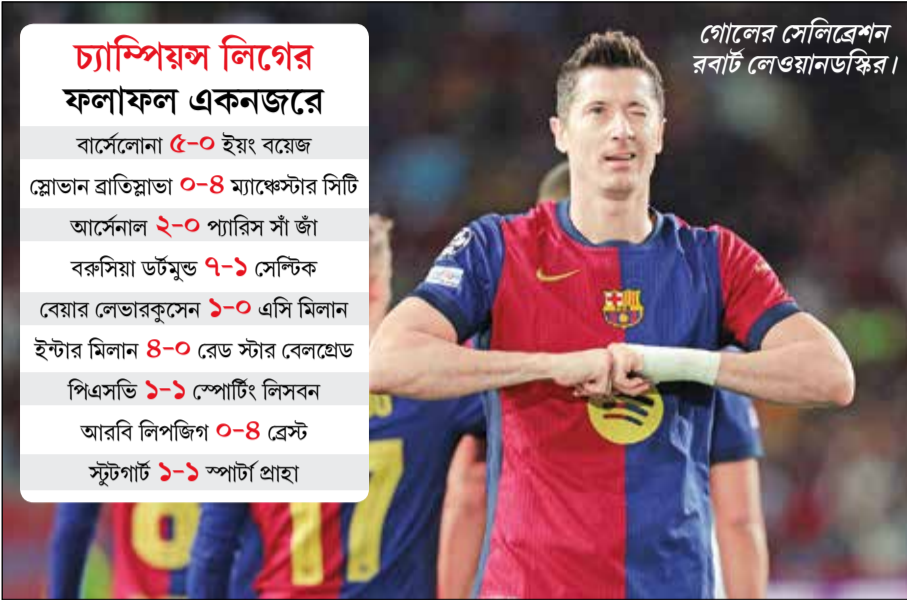 চ্যাম্পিয়ন্স লিগের
ফলাফল একনজরে
বার্সেলোনা ৫-০ ইয়ং বয়েজ
স্লোভান ব্রাতিস্লাভা ০-৪ ম্যাঞ্চেস্টার সিটি
আর্সেনাল ২-০ প্যারিস সাঁ জাঁ
বরুসিয়া ডর্টমুন্ড ৭-১ সেল্টিক
বেয়ার লেভারকুসেন ১-০ এসি মিলান
ইন্টার মিলান ৪-০ রেড স্টার বেলগ্রেড
পিএসভি ১-১ স্পোর্টিং লিসবন
আরবি লিপজিগ ০-৪ ব্রেস্ট
স্টুটগার্ট ১-১ স্পার্টা প্রাহা
গোলের সেলিব্রেশন
রবার্ট লেওয়ানডস্কির।
17